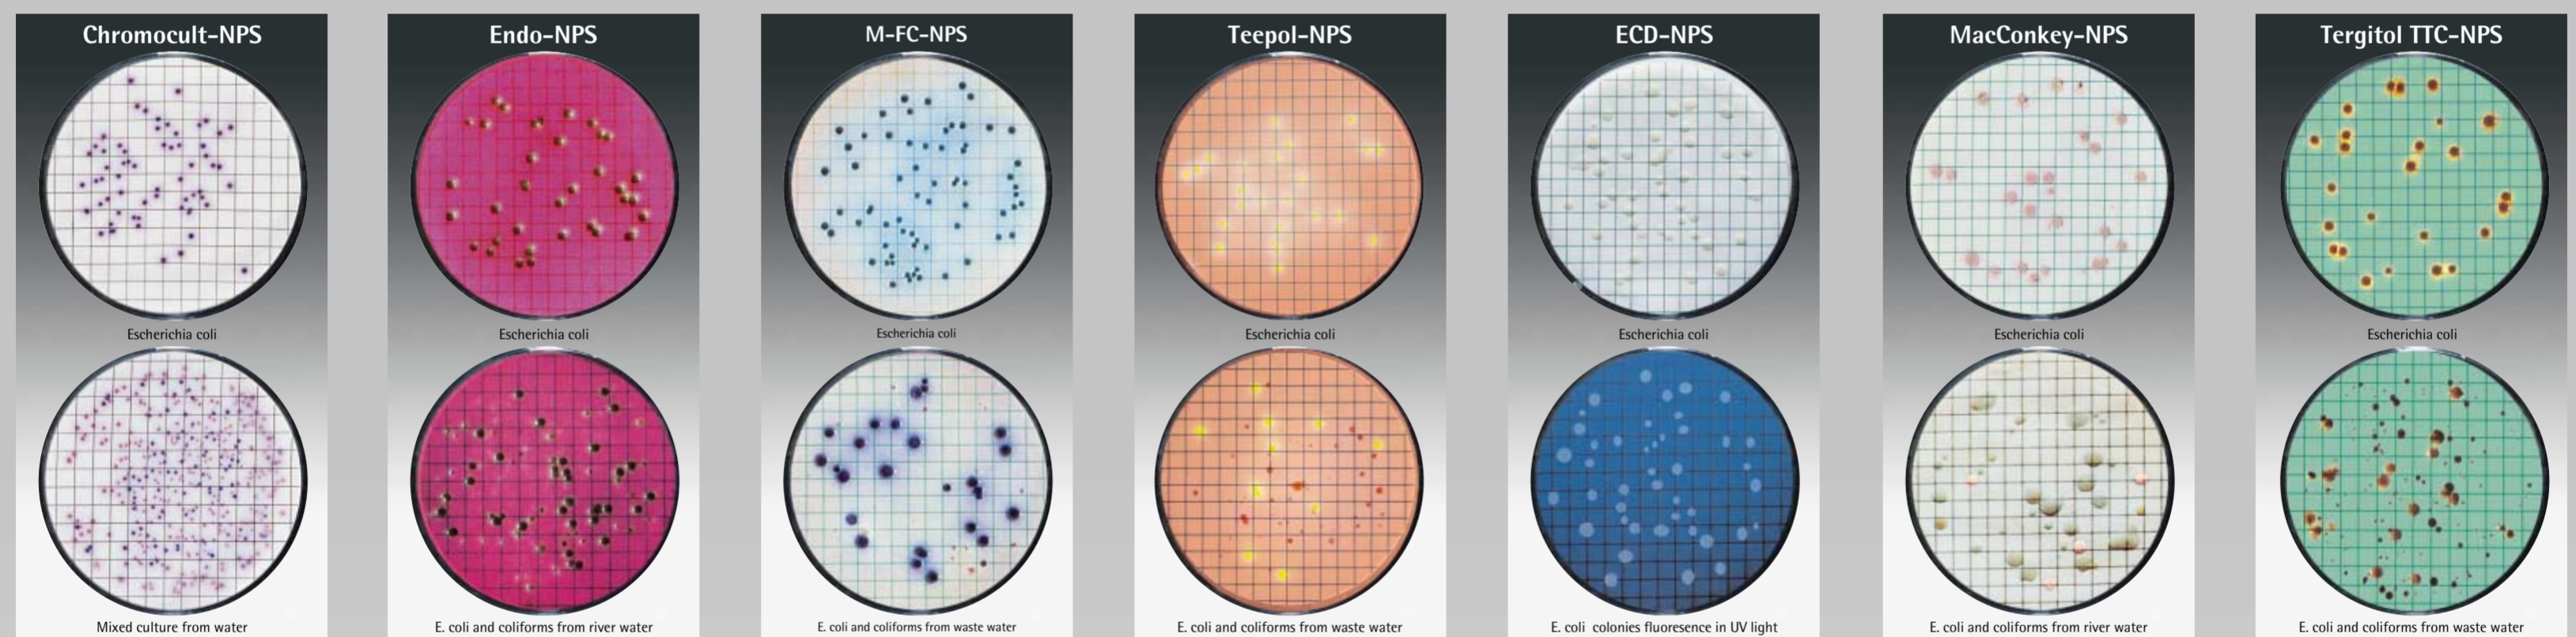 Chromocult-NPS
Escherichia coli
Mixed culture from water
Endo-NPS
Escherichia coli
E. coli and coliforms from river water
M-FC-NPS
Escherichia coli
E. coli and coliforms from waste water
Teepol-NPS
Escherichia coli
E. coli and coliforms from waste water
ECD-NPS
Escherichia coli
E. coli colonies fluoresence in UV light
MacConkey-NPS
Escherichia coli
E. coli and coliforms from river water
Tergitol TTC-NPS
Escherichia coli
E. coli and coliforms from waste water